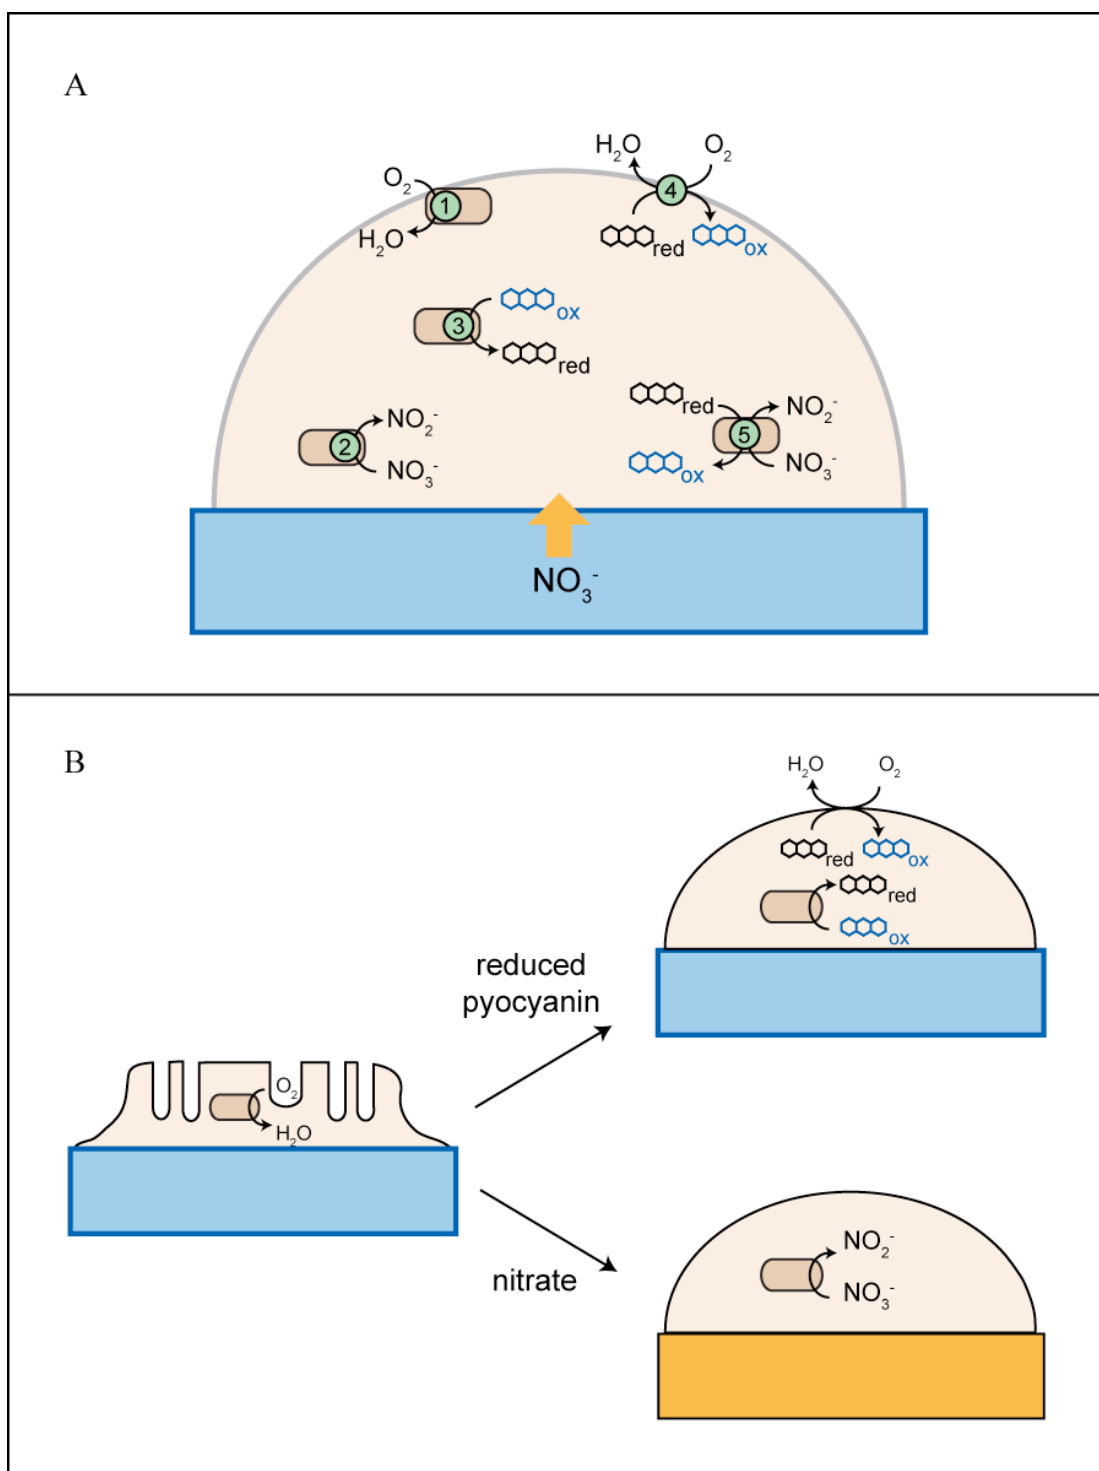 A
H₂O
O₂
O₂
1
4
H₂O
red
ox
3
ox
red
red
NO₂⁻
NO₂⁻
2
5
NO₃⁻
ox
NO₃⁻
NO₃⁻
B
H₂O
O₂
red
ox
red
ox
reduced
pyocyanin
O₂
H₂O
nitrate
NO₂⁻
NO₃⁻